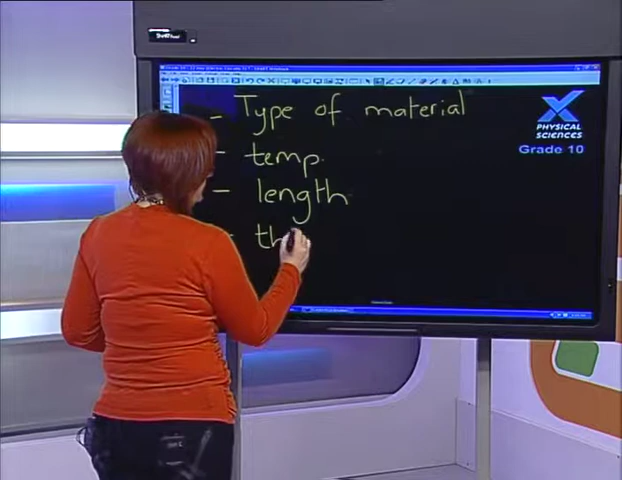 - Type of material
- temp.
- length
- th
X
PHYSICAL
SCIENCES
Grade 10